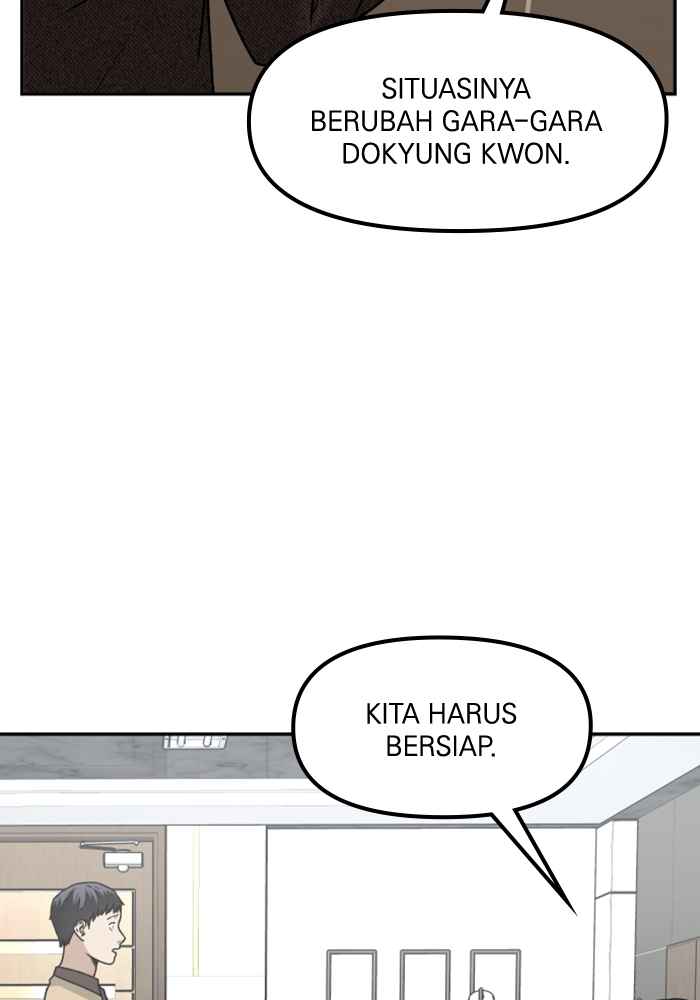 SITUASINYA
BERUBAH GARA-GARA
DOKYUNG KWON.
KITA HARUS
BERSIAP.